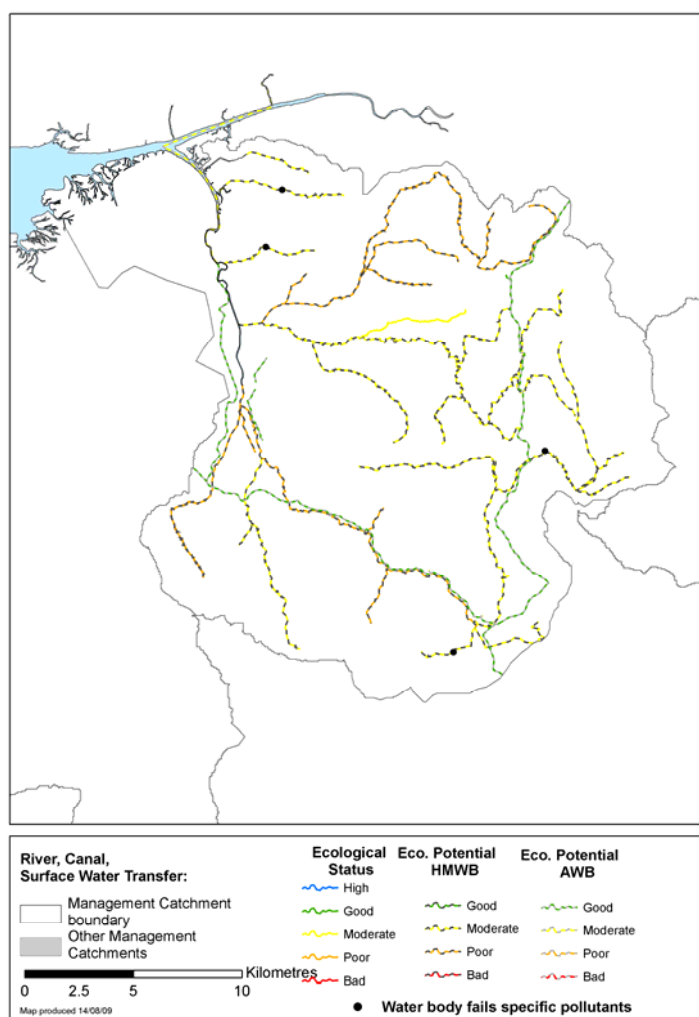 River, Canal,
Surface Water Transfer:
Management Catchment
boundary
Other Management
Catchments
Kilometres
0 2.5 5 10
Map produced 14/08/09
Ecological
Status
High
Good
Moderate
Poor
Bad
Eco. Potential
HMWB
Good
Moderate
Poor
Bad
Eco. Potential
AWB
Good
Moderate
Poor
Bad
Water body fails specific pollutants